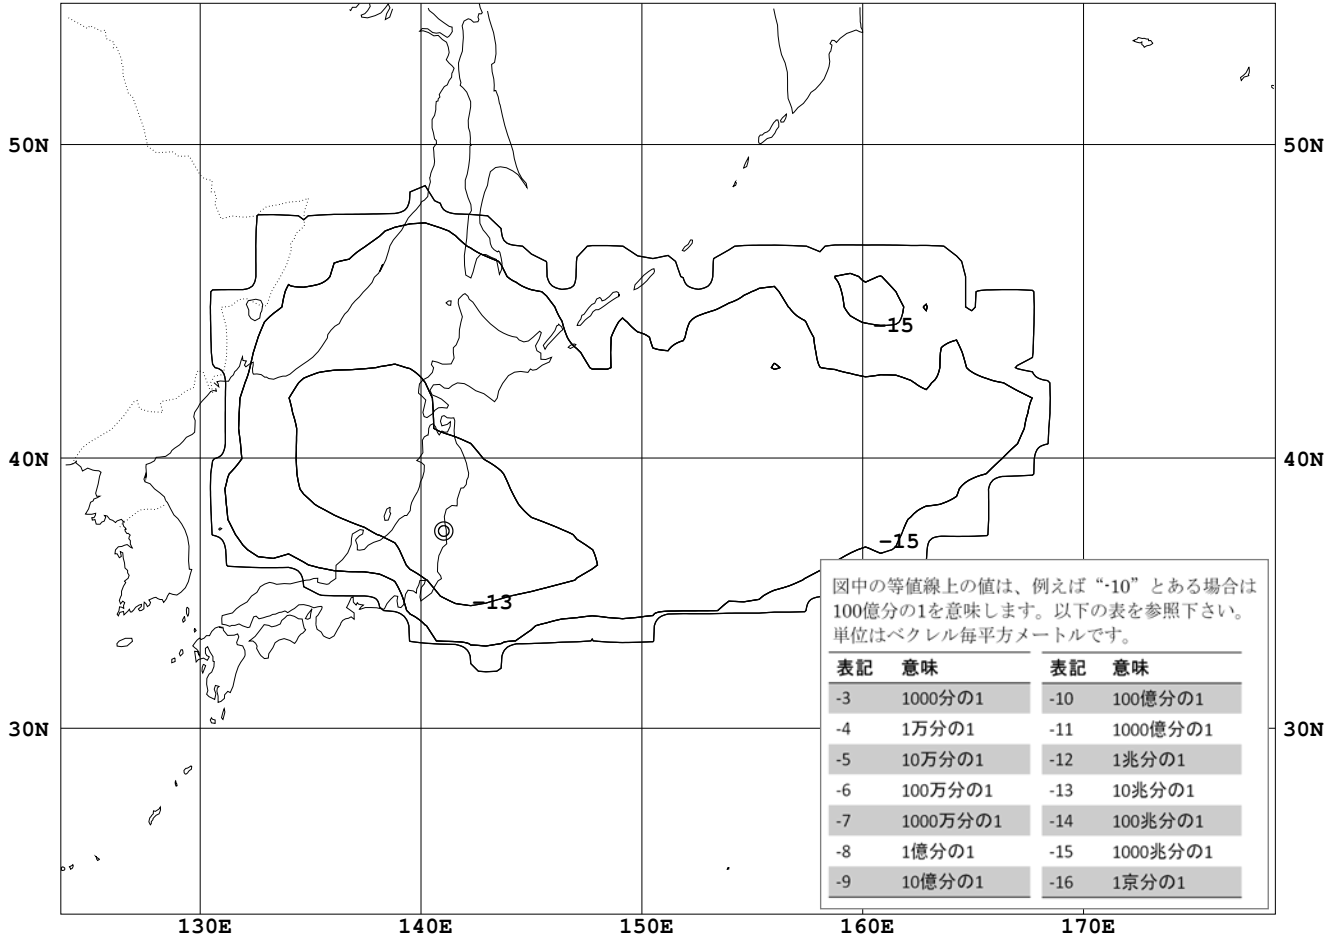 50N 50N
-15
40N 40N
-15
-13
30N 30N
130E 140E 150E 160E 170E
図中の等値線上の値は、例えば“-10”とある場合は
100億分の1を意味します。以下の表を参照下さい。
単位はベクレル毎平方メートルです。
表記 意味 表記 意味
-3 1000分の1 -10 100億分の1
-4 1万分の1 -11 1000億分の1
-5 10万分の1 -12 1兆分の1
-6 100万分の1 -13 10兆分の1
-7 1000万分の1 -14 100兆分の1
-8 1億分の1 -15 1000兆分の1
-9 10億分の1 -16 1京分の1